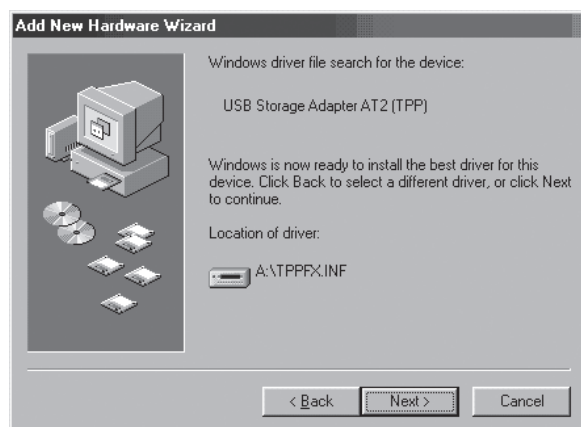 Add New Hardware Wizard
Windows driver file search for the device:
USB Storage Adapter AT2 (TPP)
Windows is now ready to install the best driver for this
device. Click Back to select a different driver, or click Next
to continue.
Location of driver:
A:\TPPFX.INF
< Back
Next >
Cancel